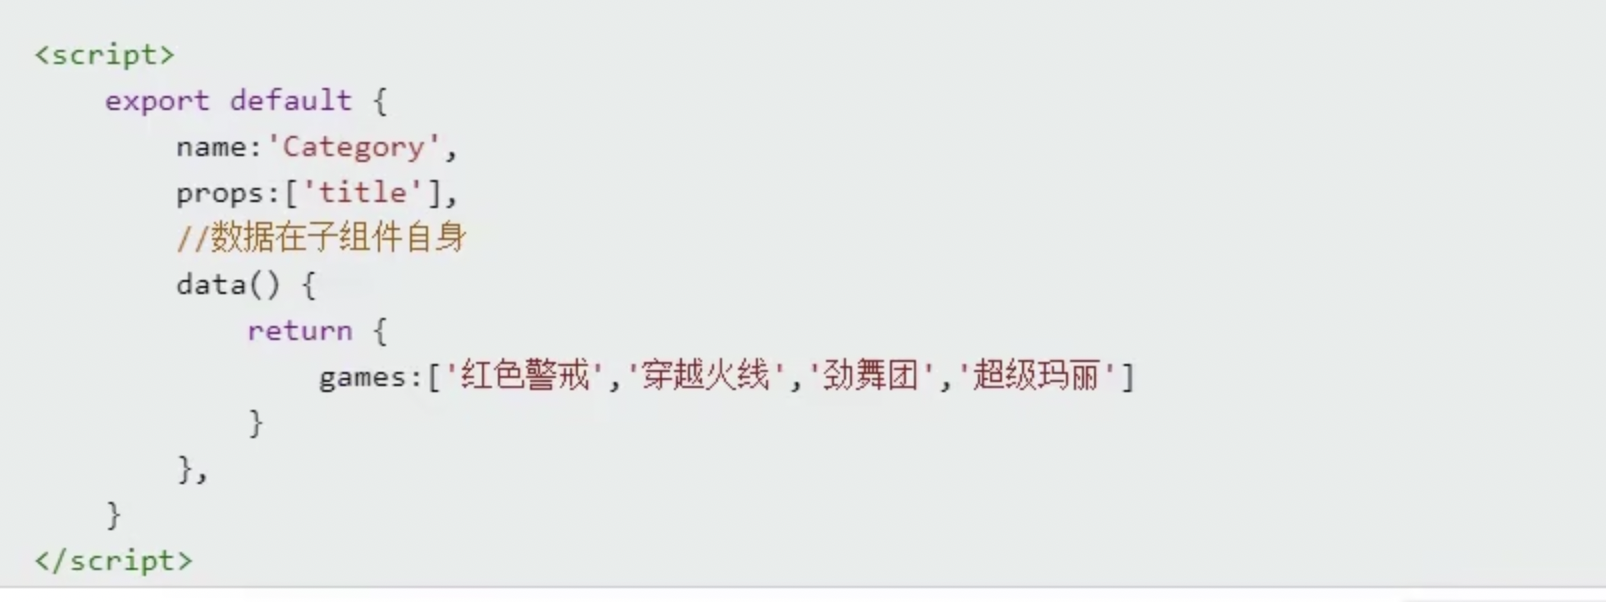 <script>
export default {
name:'Category',
props:['title'],
//数据在子组件自身
data() {
return {
games:['红色警戒','穿越火线','劲舞团','超级玛丽']
}
},
}
</script>